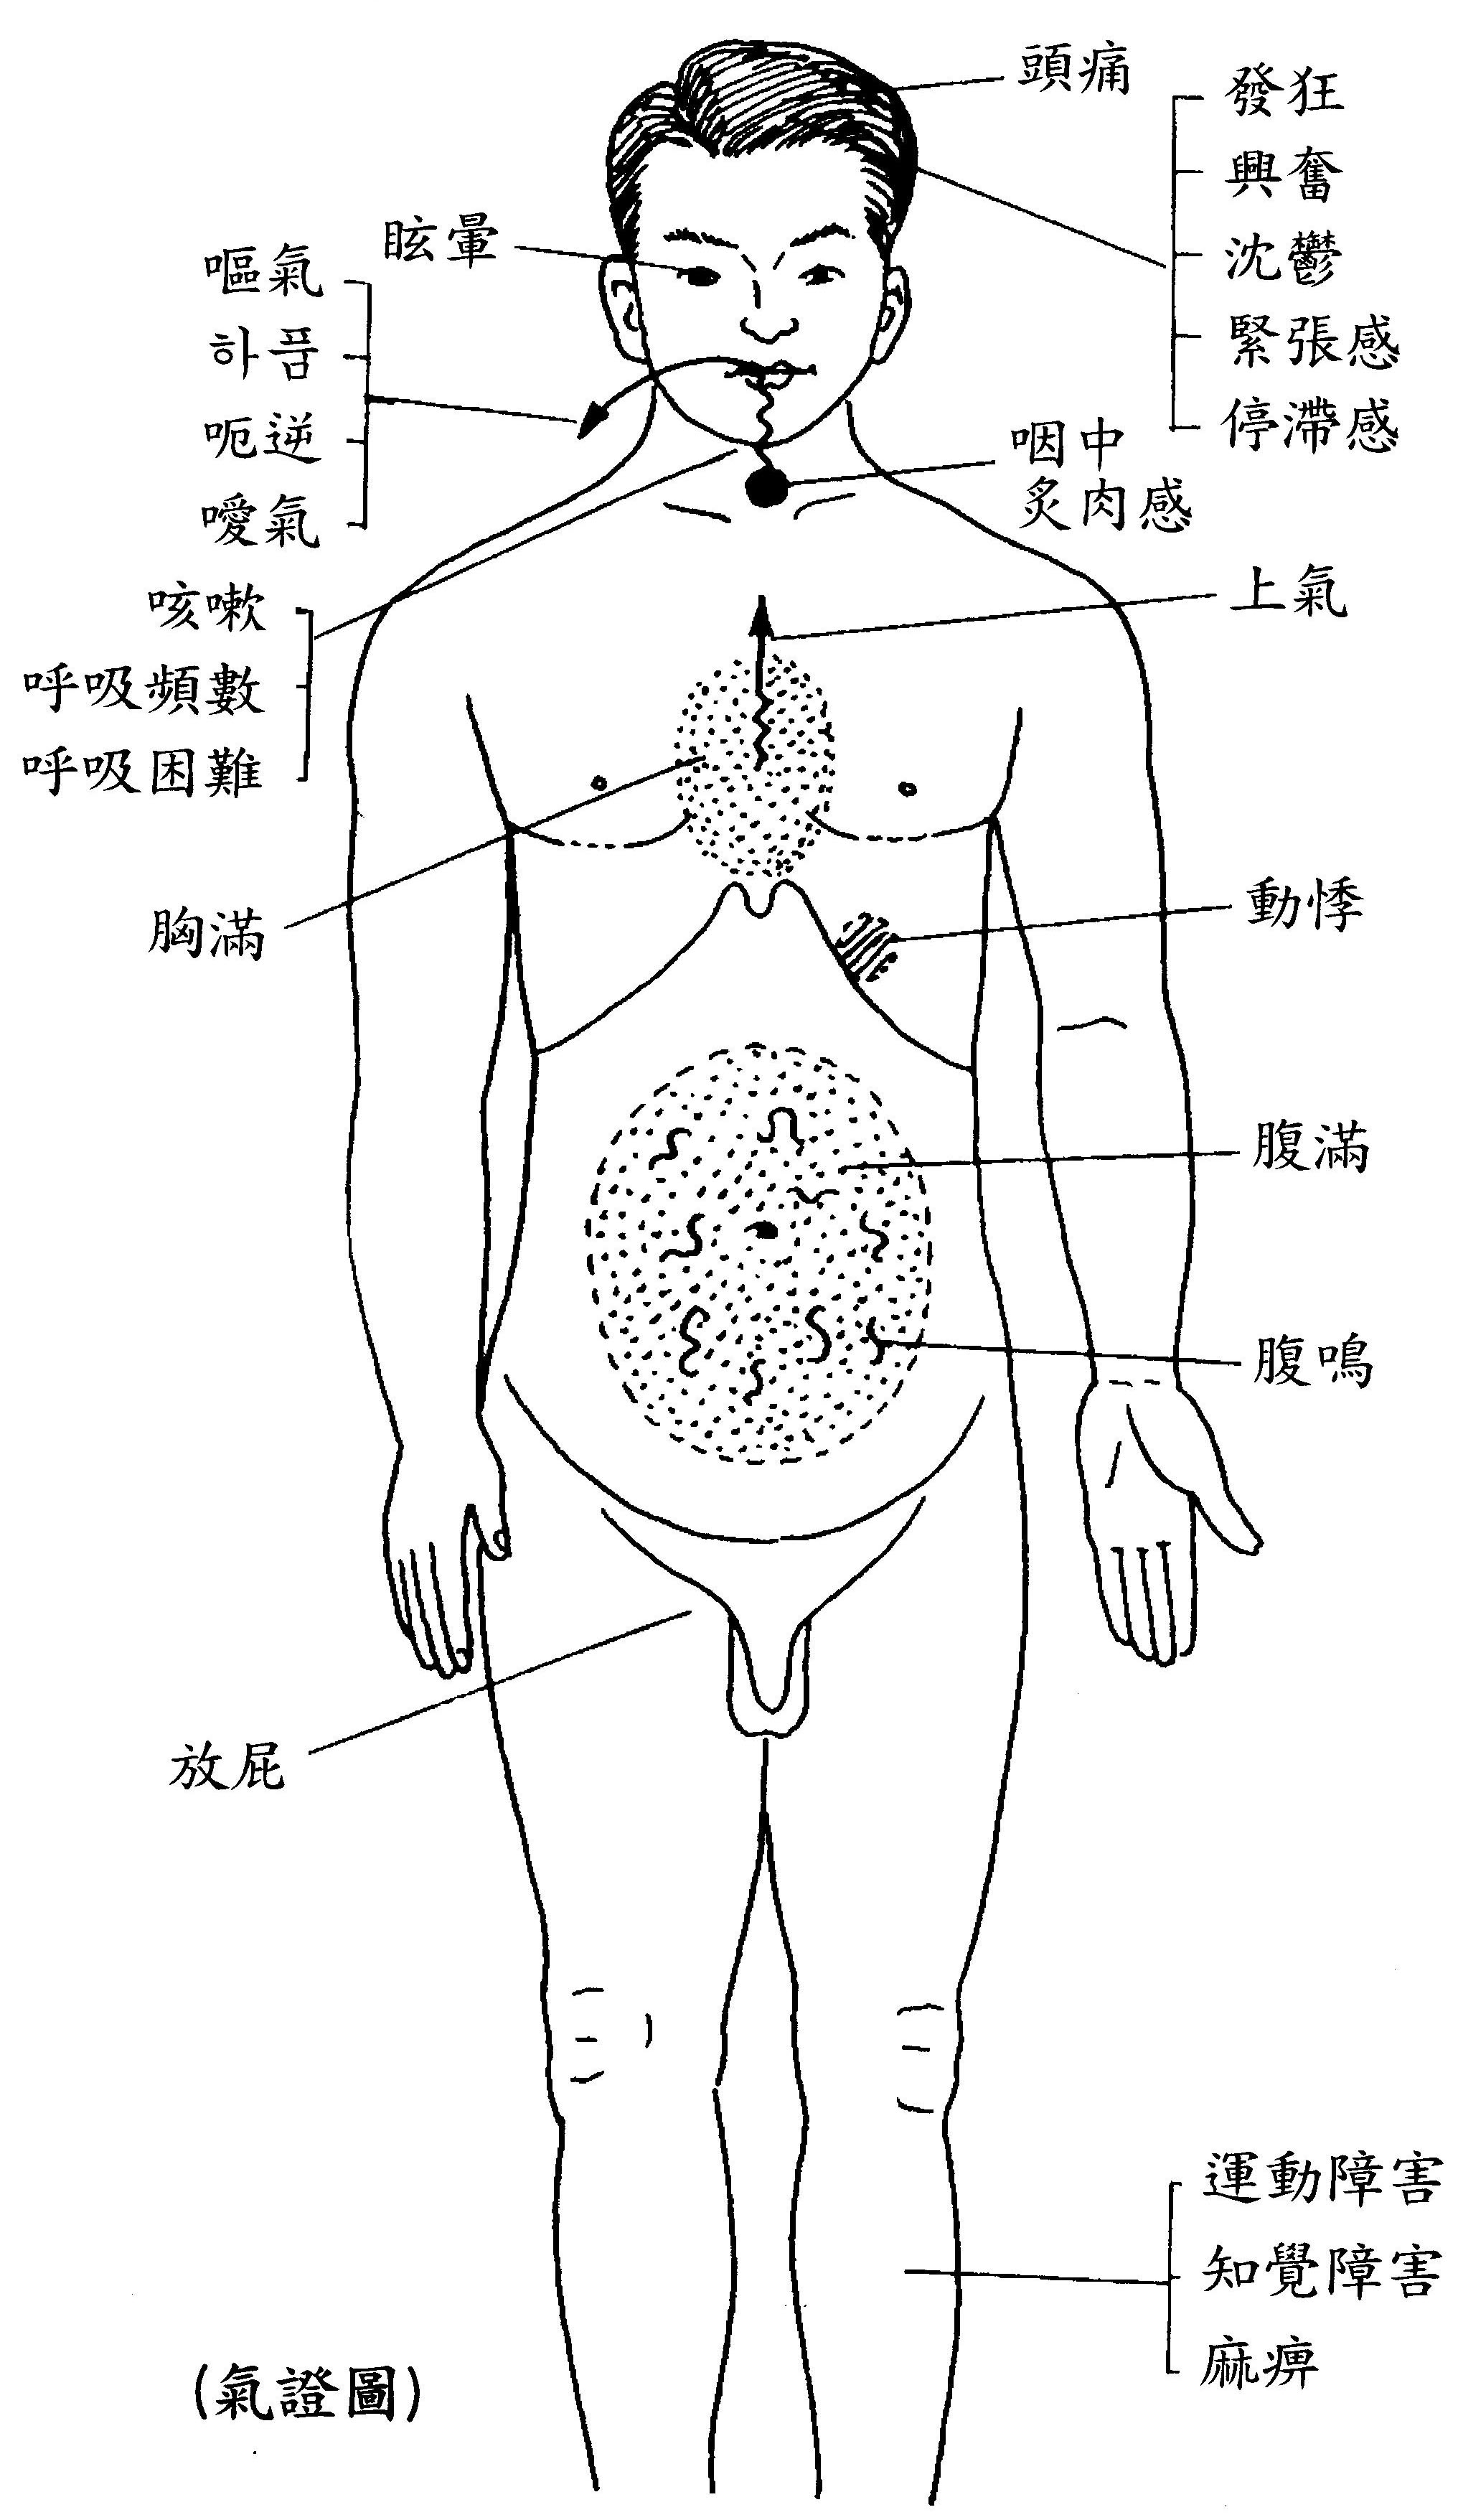 頭痛
發狂
興奮
沈鬱
緊張感
停滯感
眩暈
嘔氣
하품
呃逆
噯氣
咽中
炙肉感
咳嗽
呼吸頻數
呼吸困難
上氣
胸滿
動悸
腹滿
腹鳴
放屁
運動障害
知覺障害
麻痹
(氣證圖)